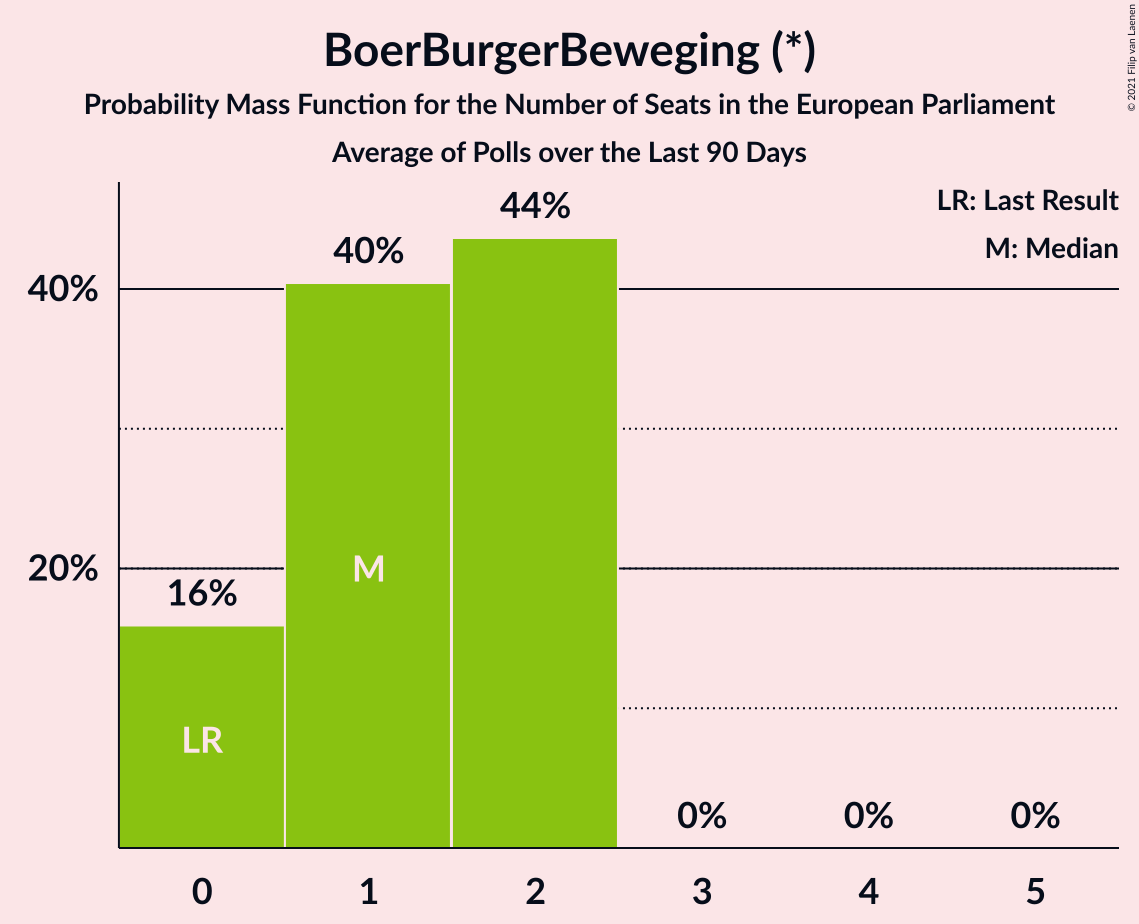 BoerBurgerBeweging (*)
Probability Mass Function for the Number of Seats in the European Parliament
Average of Polls over the Last 90 Days
© 2021 Filip van Laenen
LR: Last Result
M: Median
44%
40%
40%
20%
16%
M
LR
0%
0%
0%
0
1
2
3
4
5